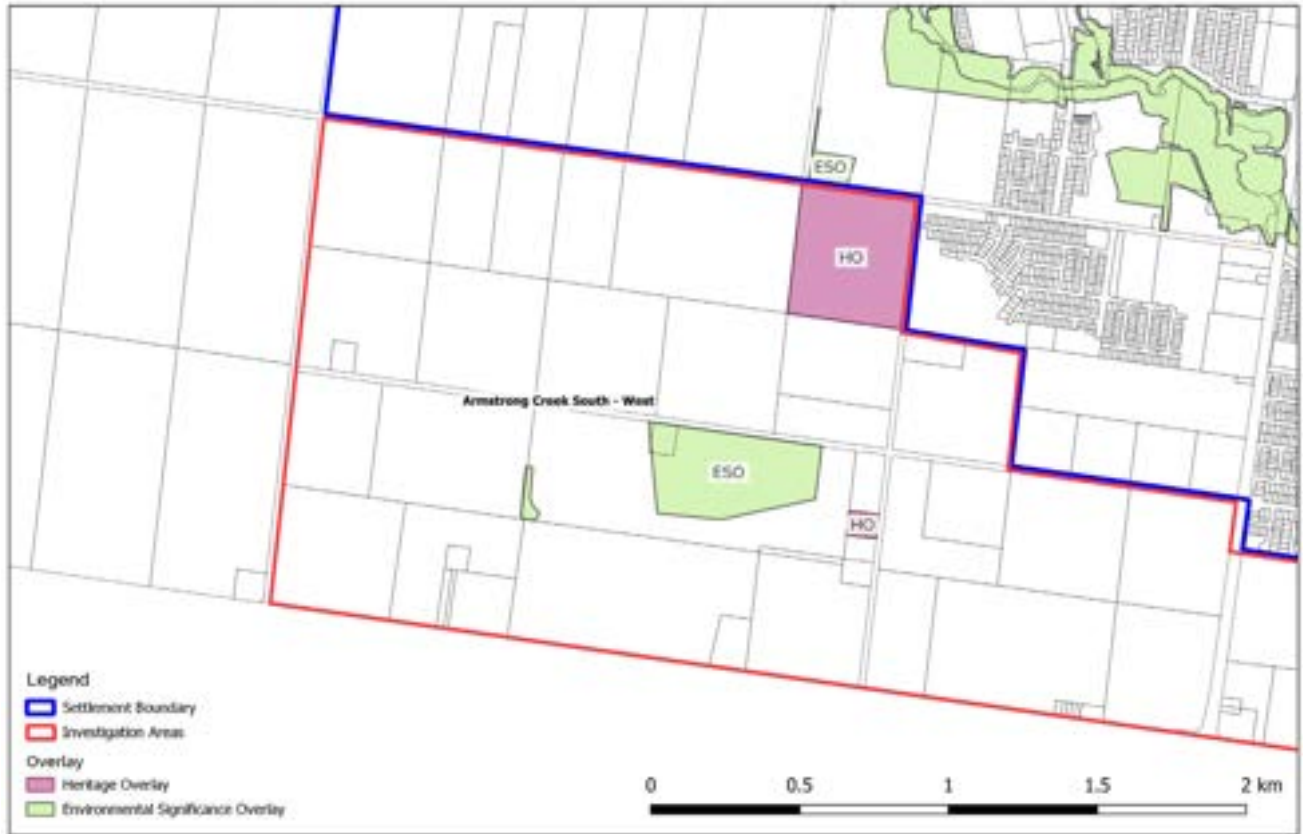 ESO
HO
Armstrong Creek South - West
ESO
HO
Legend
Settlement Boundary
Investigation Areas
Overlay
Heritage Overlay
Environmental Significance Overlay
0 0.5 1 1.5 2 km